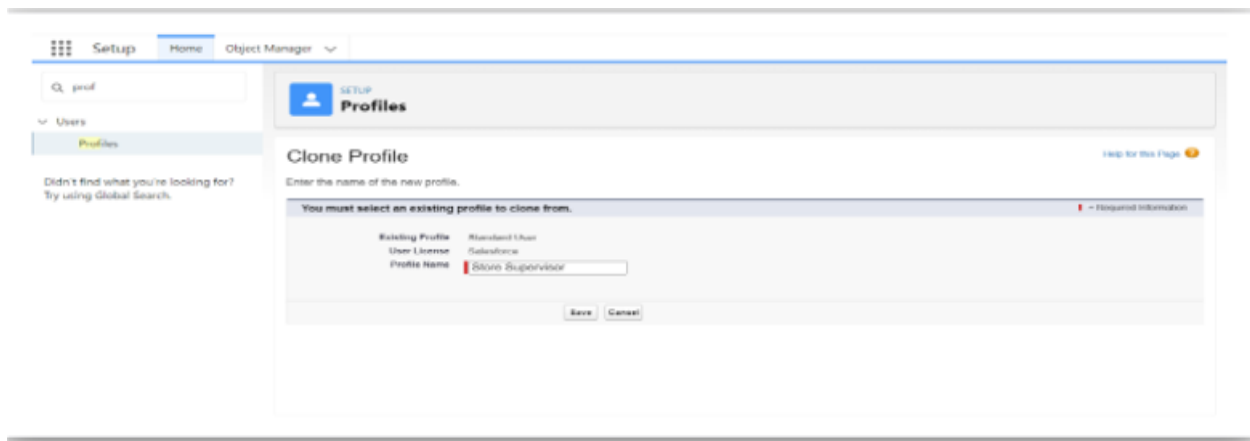 Setup Home Object Manager
prof
Users
Profiles
Didn't find what you're looking for?
Try using Global Search.
SETUP
Profiles
Clone Profile
Help for this Page
Enter the name of the new profile.
You must select an existing profile to clone from.
= Required Information
Existing Profile Standard User
User License Salesforce
Profile Name Store Supervisor
Save Cancel